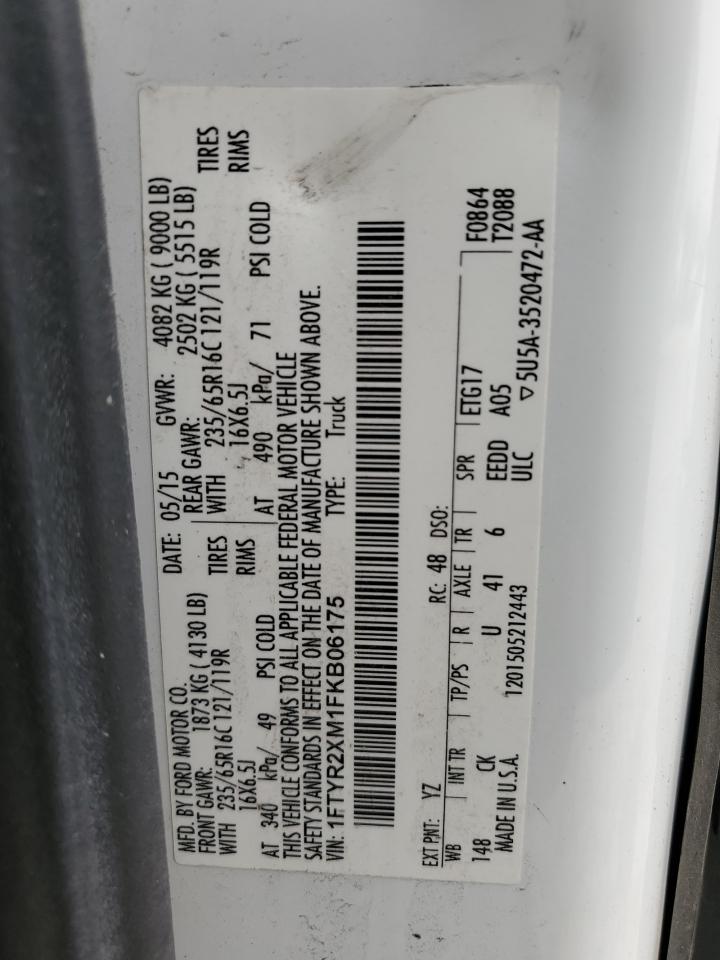 MFD. BY FORD MOTOR CO. DATE: 05/15 GVWR: 4082 KG ( 9000 LB)
FRONT GAWR: 1873 KG ( 4130 LB) REAR GAWR: 2502 KG ( 5515 LB)
WITH 235/65R16C 121/119R TIRES WITH 235/65R16C 121/119R TIRES
16X6.5J RIMS 16X6.5J RIMS
AT 340 kPa/ 49 PSI COLD AT 490 kPa/ 71 PSI COLD
THIS VEHICLE CONFORMS TO ALL APPLICABLE FEDERAL MOTOR VEHICLE
SAFETY STANDARDS IN EFFECT ON THE DATE OF MANUFACTURE SHOWN ABOVE.
VIN: 1FTYR2XM1FKB06175 TYPE: Truck
EXT PNT: YZ RC: 48 DSO:
WB INT TR TP/PS R AXLE TR SPR ETG17 F0864
148 CK U 41 6 EEDD A05 T2088
MADE IN U.S.A. 1201505212443 ULC ▽ 5U5A-3520472-AA